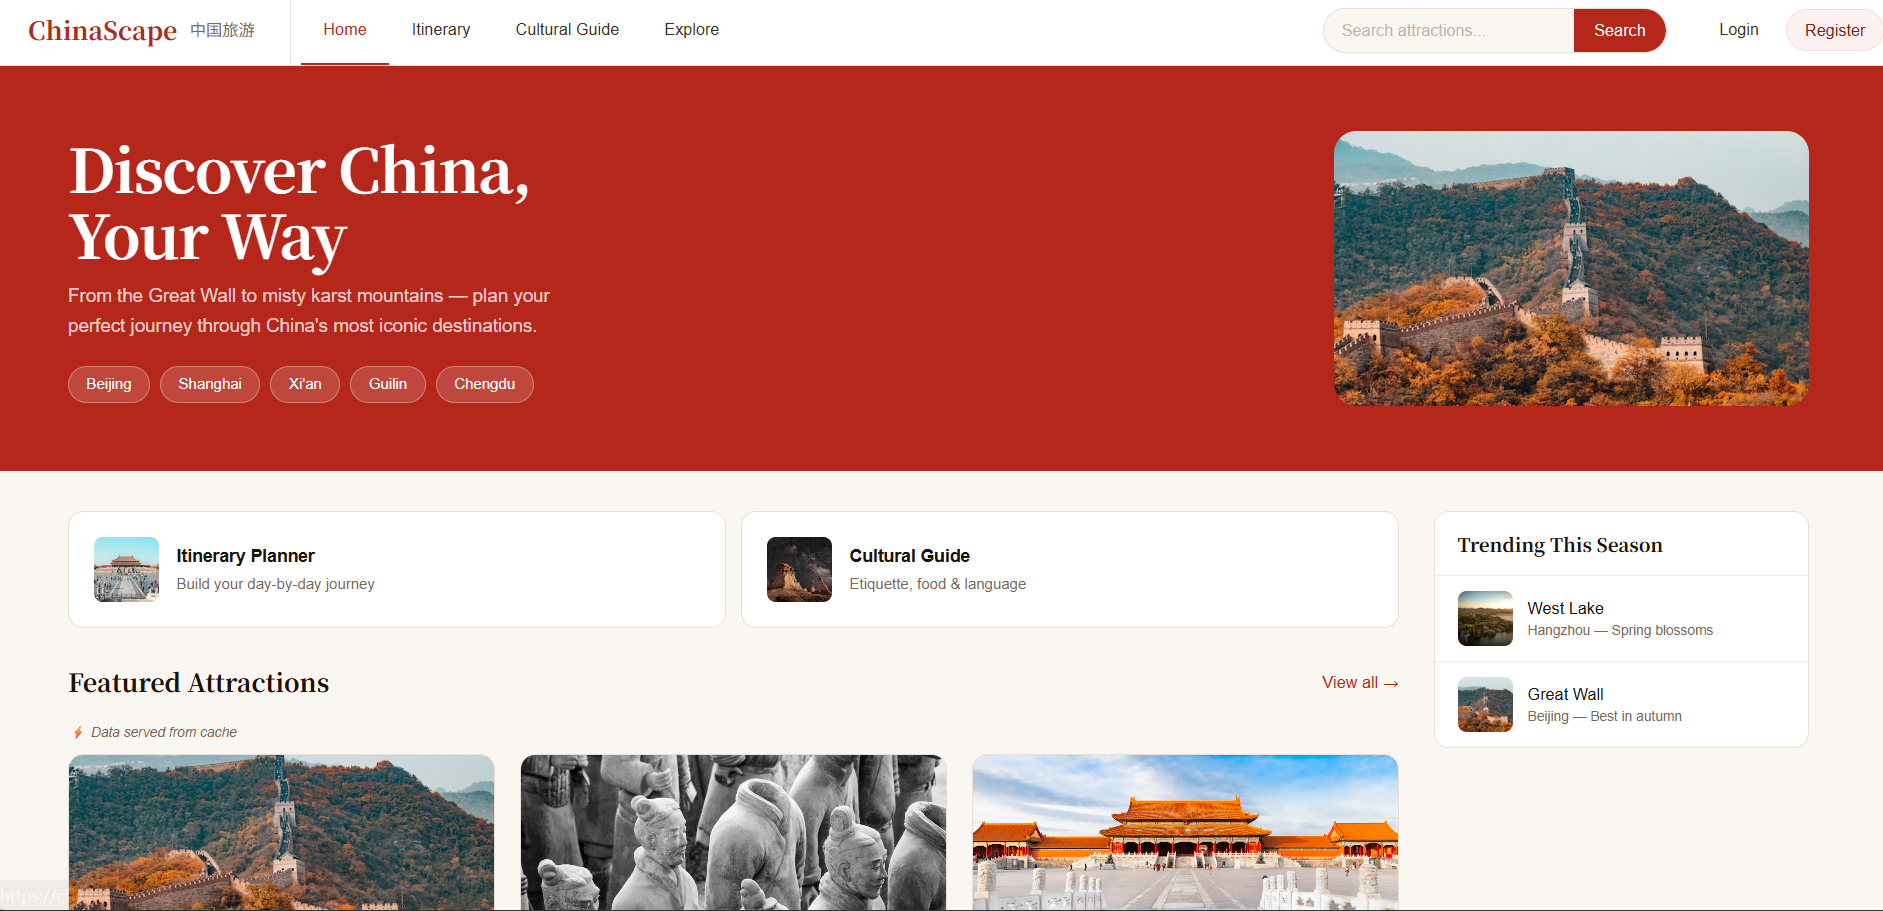 ChinaScape 中国旅游
Home Itinerary Cultural Guide Explore
Search attractions... Search
Login Register
Discover China,
Your Way
From the Great Wall to misty karst mountains — plan your
perfect journey through China's most iconic destinations.
Beijing Shanghai Xi'an Guilin Chengdu
Itinerary Planner
Build your day-by-day journey
Cultural Guide
Etiquette, food & language
Trending This Season
West Lake
Hangzhou — Spring blossoms
Great Wall
Beijing — Best in autumn
Featured Attractions
View all →
⚡ Data served from cache